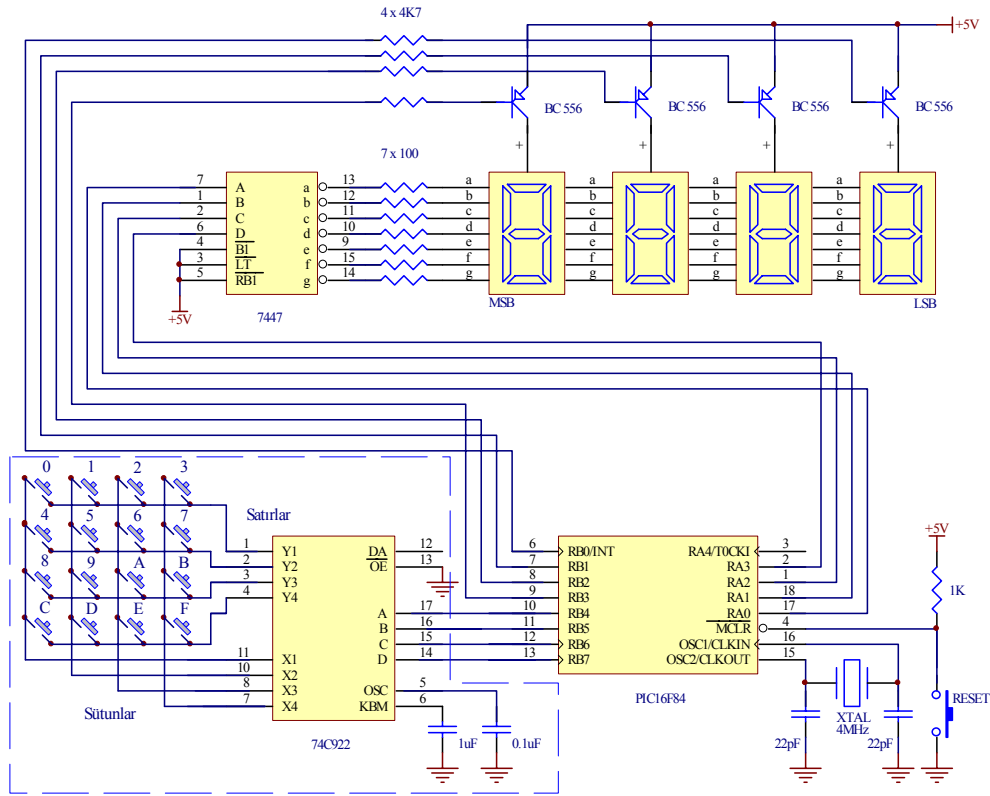 4 x 4K7
+5V
BC 556 BC 556 BC 556 BC 556
+ + + +
7 x 100
7 A a 13 a a a a
1 B b 12 b b b b
2 C c 11 c c c c
6 D d 10 d d d d
4 B1 e 9 e e e e
3 LT f 15 f f f f
5 RB1 g 14 g g g g
MSB LSB
+5V
7447
0 1 2 3
4 5 6 7
8 9 A B
C D E F
Satırlar
Sütunlar
1 Y1 DA 12
2 Y2 OE 13
3 Y3
4 Y4
A 17
B 16
C 15
D 14
11 X1
10 X2
8 X3 OSC 5
7 X4 KBM 6
74C922
1uF 0.1uF
6 RB0/INT RA4/T0CKI 3
7 RB1 RA3 2
8 RB2 RA2 1
9 RB3 RA1 18
10 RB4 RA0 17
11 RB5 MCLR 4
12 RB6 OSC1/CLKIN 16
13 RB7 OSC2/CLKOUT 15
PIC16F84
+5V
1K
RESET
XTAL
4MHz
22pF 22pF